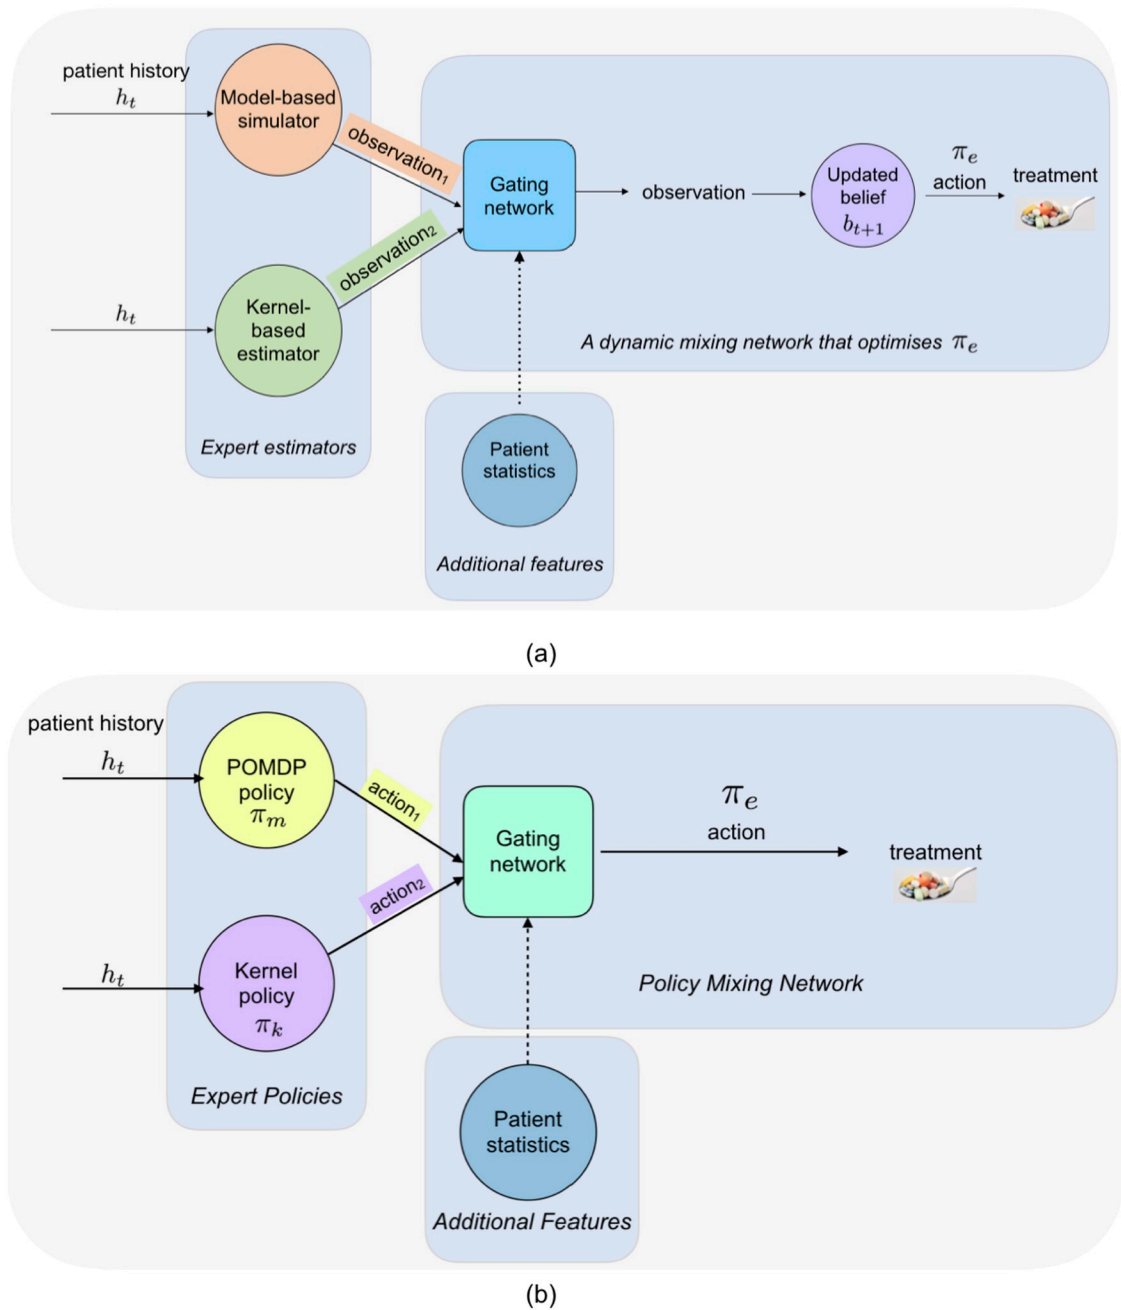 patient history
h_t
Model-based
simulator
observation₁
Gating
network
observation
Updated
belief
b_{t+1}
π_e
action
treatment
observation₂
h_t
Kernel-
based
estimator
A dynamic mixing network that optimises π_e
Expert estimators
Patient
statistics
Additional features
(a)
patient history
h_t
POMDP
policy
π_m
action₁
Gating
network
π_e
action
treatment
action₂
h_t
Kernel
policy
π_k
Policy Mixing Network
Expert Policies
Patient
statistics
Additional Features
(b)